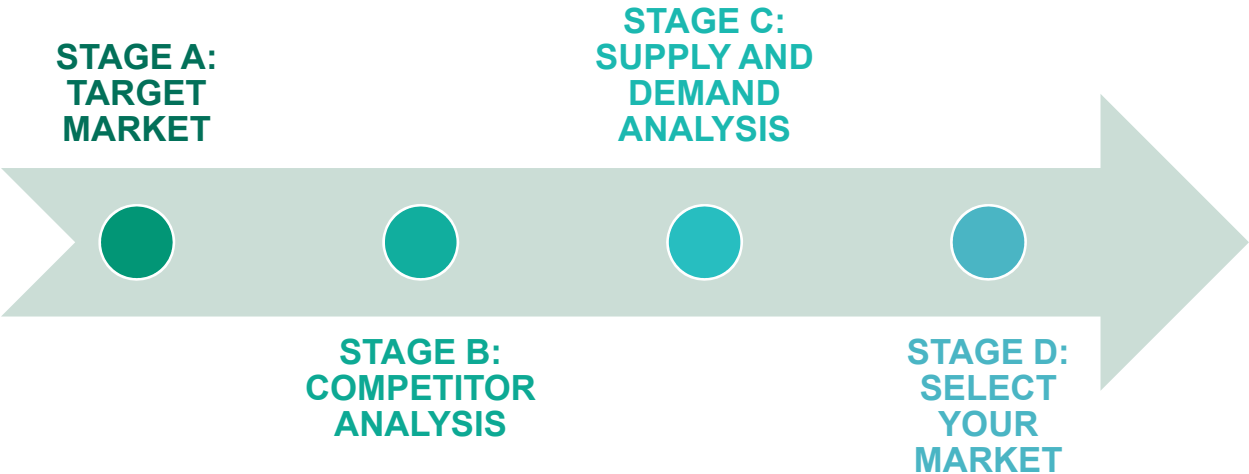 STAGE A:
TARGET
MARKET
STAGE B:
COMPETITOR
ANALYSIS
STAGE C:
SUPPLY AND
DEMAND
ANALYSIS
STAGE D:
SELECT
YOUR
MARKET